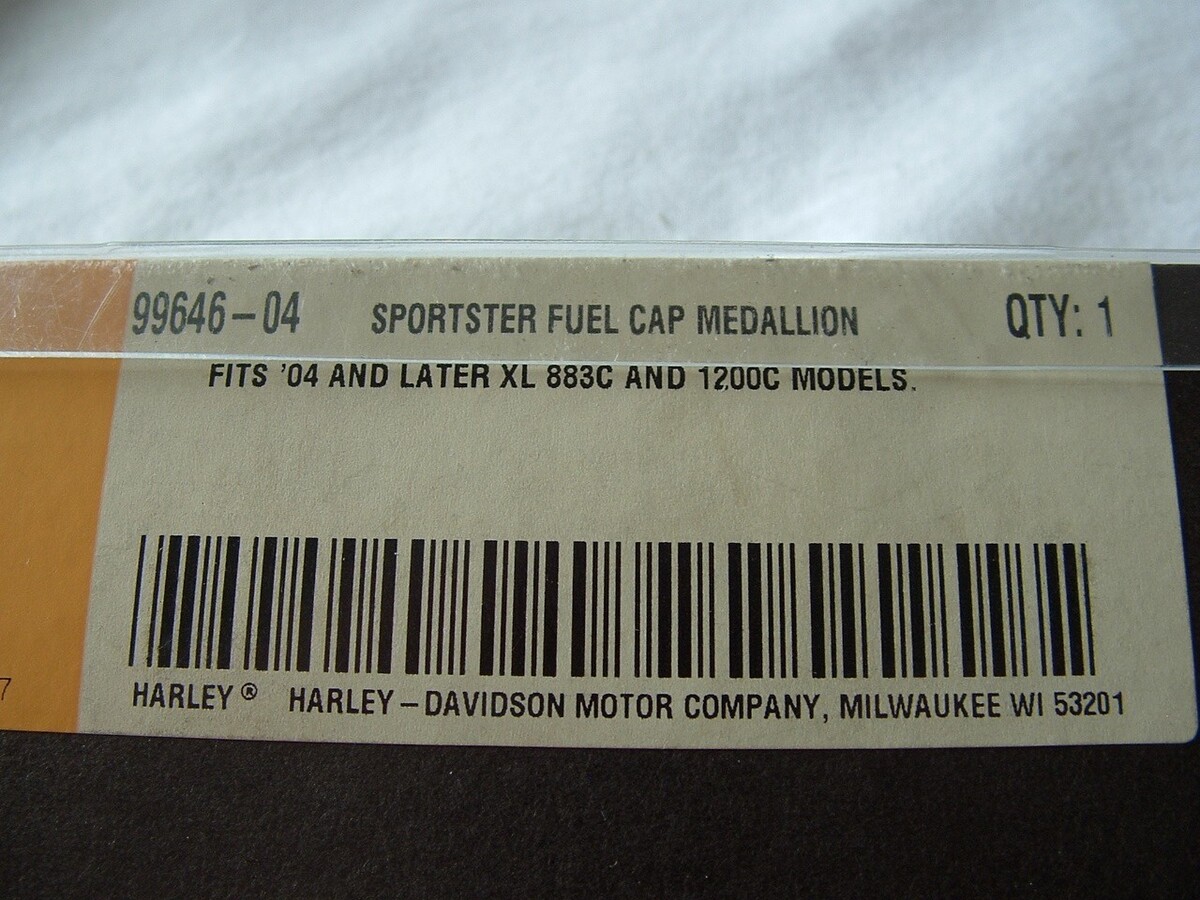 99646-04 SPORTSTER FUEL CAP MEDALLION QTY: 1
FITS '04 AND LATER XL 883C AND 1200C MODELS.
7
HARLEY® HARLEY-DAVIDSON MOTOR COMPANY, MILWAUKEE WI 53201